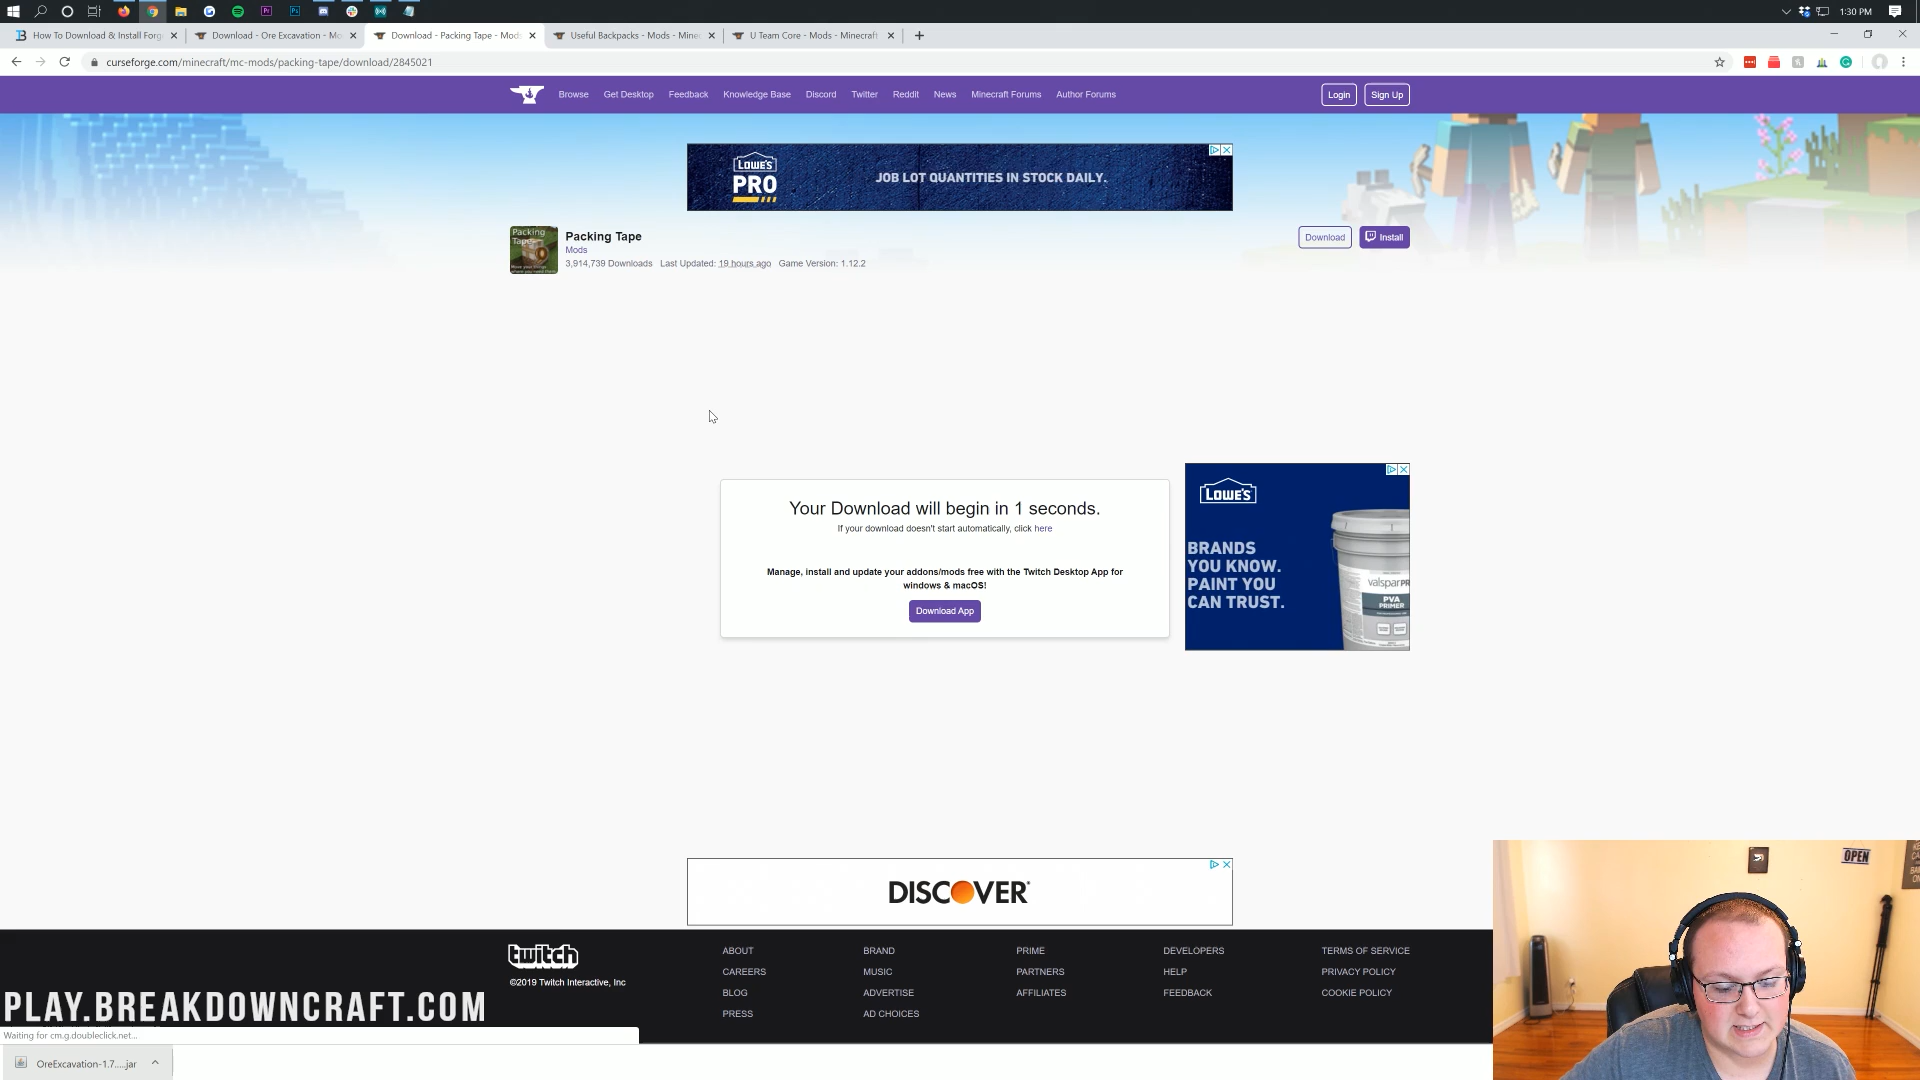 1:30 PM
How To Download & Install Forg
Download - Ore Excavation - Mo
Download - Packing Tape - Mods
Useful Backpacks - Mods - Mine
U Team Core - Mods - Minecraft
curseforge.com/minecraft/mc-mods/packing-tape/download/2845021
Browse Get Desktop Feedback Knowledge Base Discord Twitter Reddit News Minecraft Forums Author Forums
Login Sign Up
LOWE'S
PRO
JOB LOT QUANTITIES IN STOCK DAILY.
Packing
Tape
Packing Tape
Mods
3,914,739 Downloads Last Updated: 19 hours ago Game Version: 1.12.2
Download Install
Your Download will begin in 1 seconds.
If your download doesn't start automatically, click here
Manage, install and update your addons/mods free with the Twitch Desktop App for
windows & macOS!
Download App
LOWE'S
BRANDS
YOU KNOW.
PAINT YOU
CAN TRUST.
valsparPR
PVA
PRIMER
DISCOVER
twitch
©2019 Twitch Interactive, Inc
ABOUT
CAREERS
BLOG
PRESS
BRAND
MUSIC
ADVERTISE
AD CHOICES
PRIME
PARTNERS
AFFILIATES
DEVELOPERS
HELP
FEEDBACK
TERMS OF SERVICE
PRIVACY POLICY
COOKIE POLICY
PLAY.BREAKDOWNCRAFT.COM
Waiting for cm.g.doubleclick.net...
OreExcavation-1.7.....jar
OPEN